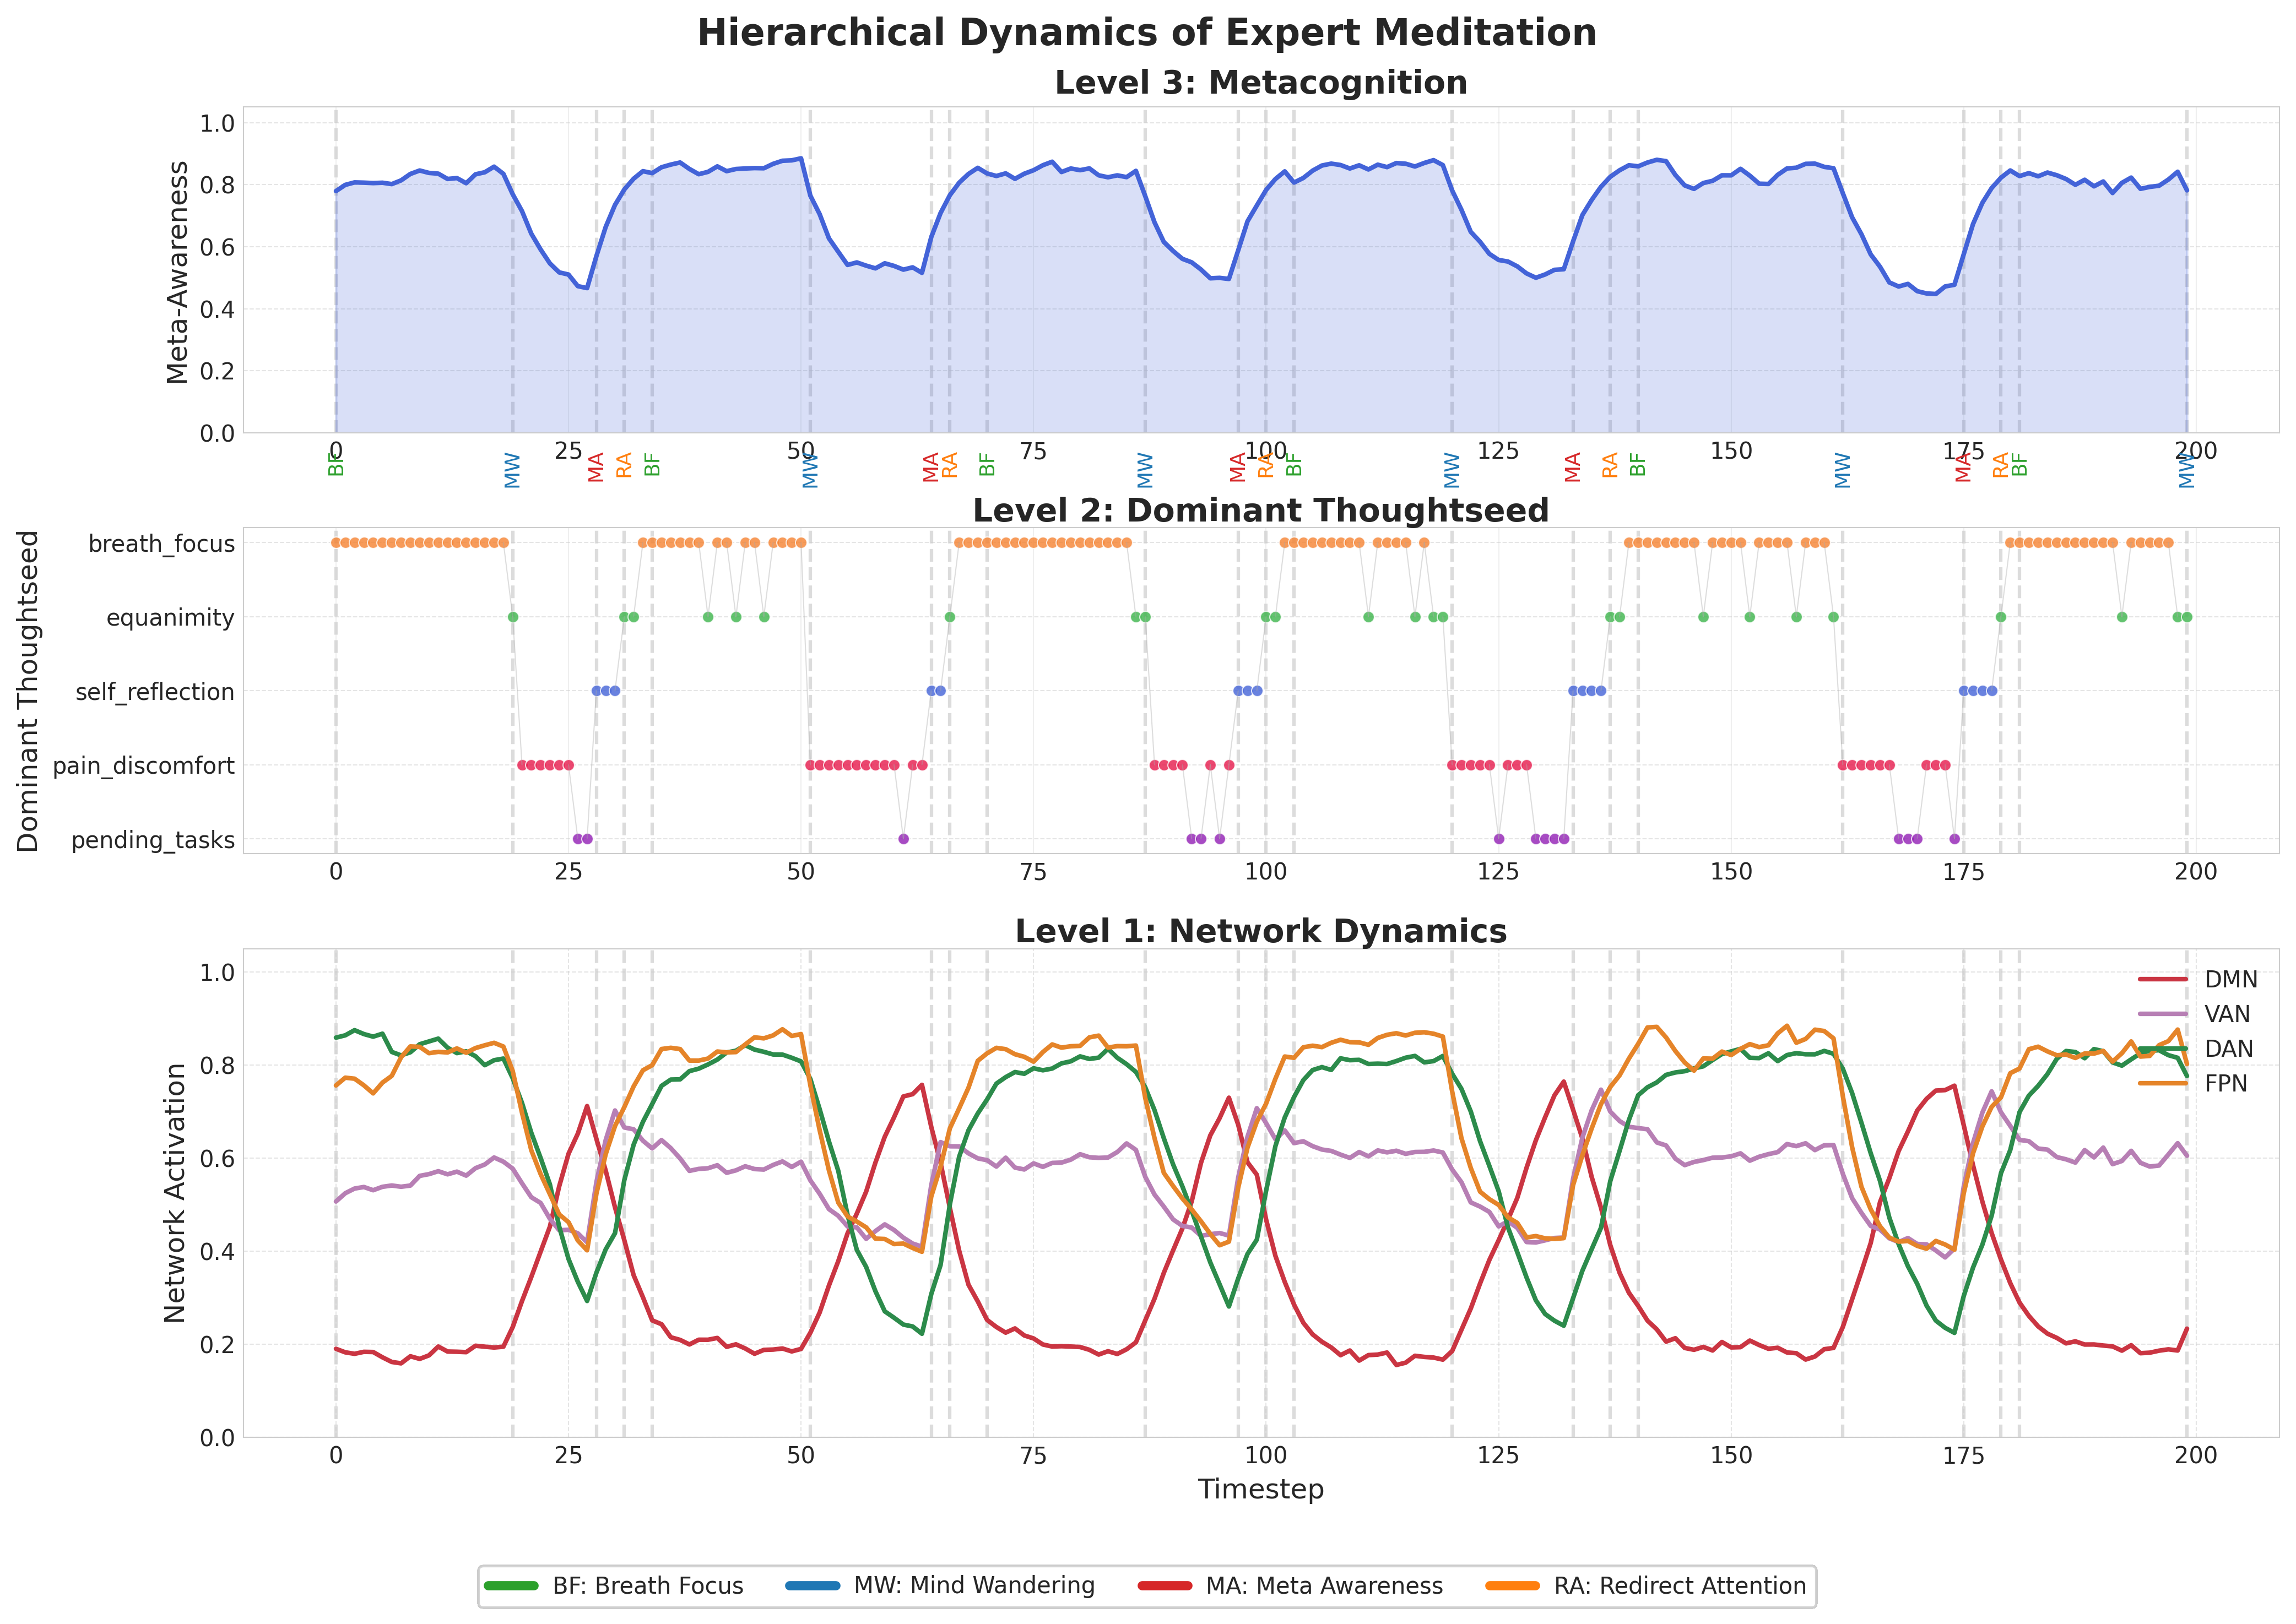 Hierarchical Dynamics of Expert Meditation
Level 3: Metacognition
Meta-Awareness
1.0
0.8
0.6
0.4
0.2
0.0
0 25 50 75 100 125 150 175 200
BF MW MA RA BF MW MA RA BF MW MA RA BF MW MA RA BF MW MA RA BF MW
Level 2: Dominant Thoughtseed
Dominant Thoughtseed
breath_focus
equanimity
self_reflection
pain_discomfort
pending_tasks
0 25 50 75 100 125 150 175 200
Level 1: Network Dynamics
Network Activation
1.0
0.8
0.6
0.4
0.2
0.0
DMN
VAN
DAN
FPN
0 25 50 75 100 125 150 175 200
Timestep
BF: Breath Focus MW: Mind Wandering MA: Meta Awareness RA: Redirect Attention